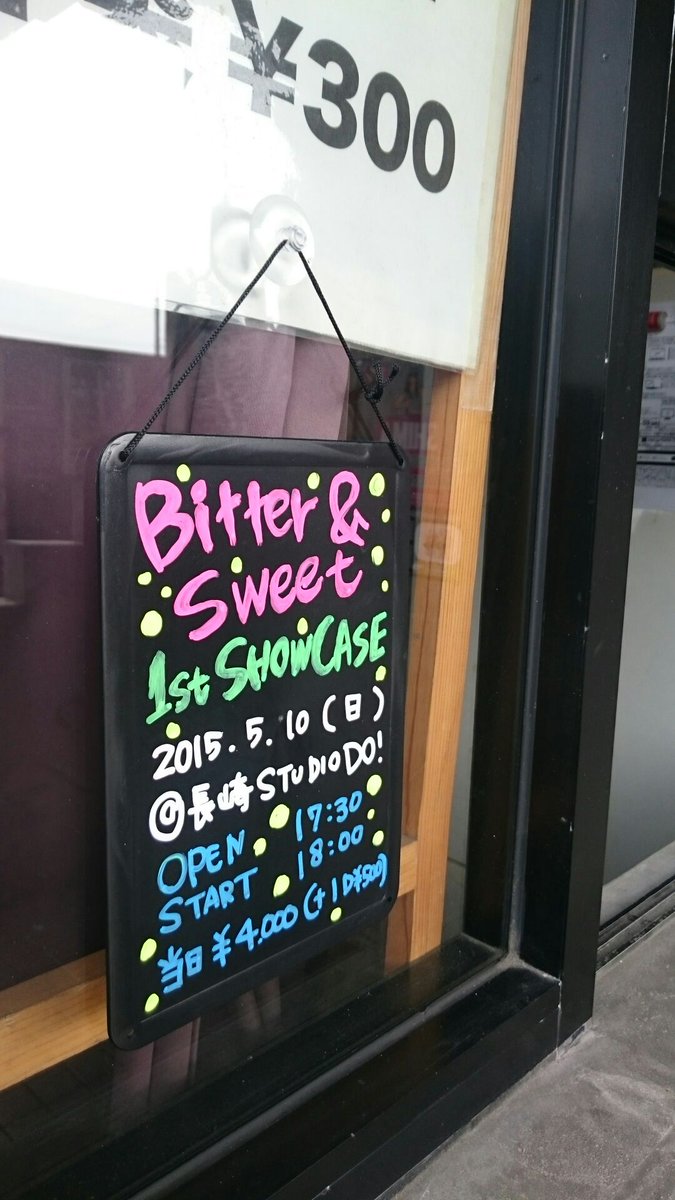 ¥300
Bitter &
Sweet
1st SHOWCASE
2015.5.10(日)
@長崎STUDIO DO!
OPEN 17:30
START 18:00
当日¥4.000(+1D¥500)